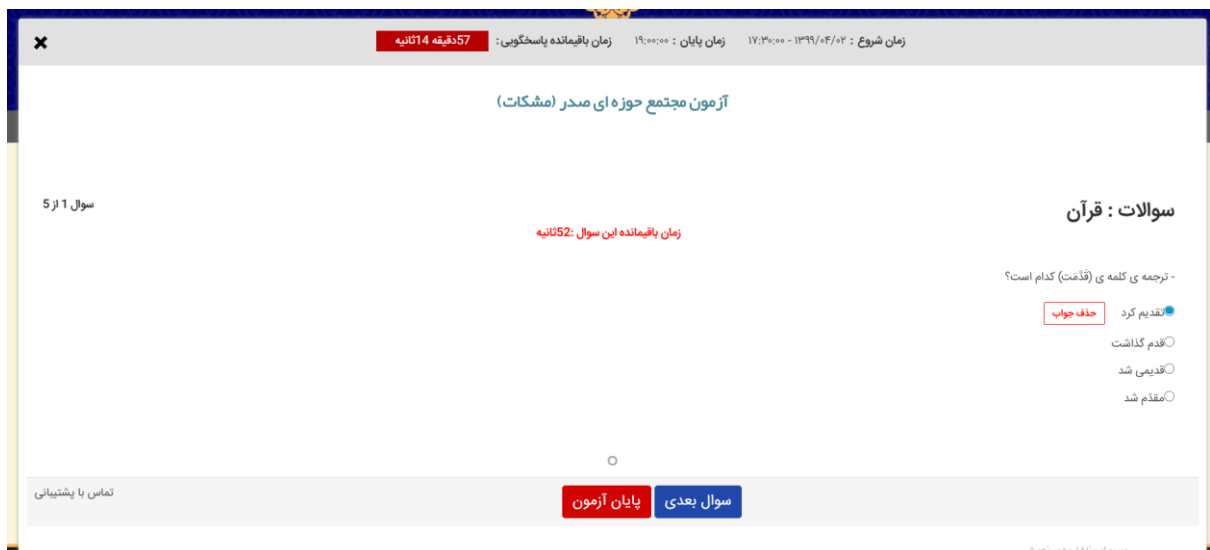 زمان شروع : ۱۳۹۹/۰۴/۰۲ - ۱۷:۳۰:۰۰ زمان پایان : ۱۹:۰۰:۰۰ زمان باقیمانده پاسخگویی : 57دقیقه 14ثانیه
آزمون مجتمع حوزه ای صدر (مشکات)
سوالات : قرآن
سوال 1 از 5
زمان باقیمانده این سوال :52ثانیه
- ترجمه ی کلمه ی (قَدَّمَت) کدام است؟
تقدیم کرد حذف جواب
قدم گذاشت
قدیمی شد
مقدّم شد
سوال بعدی پایان آزمون
تماس با پشتیبانی